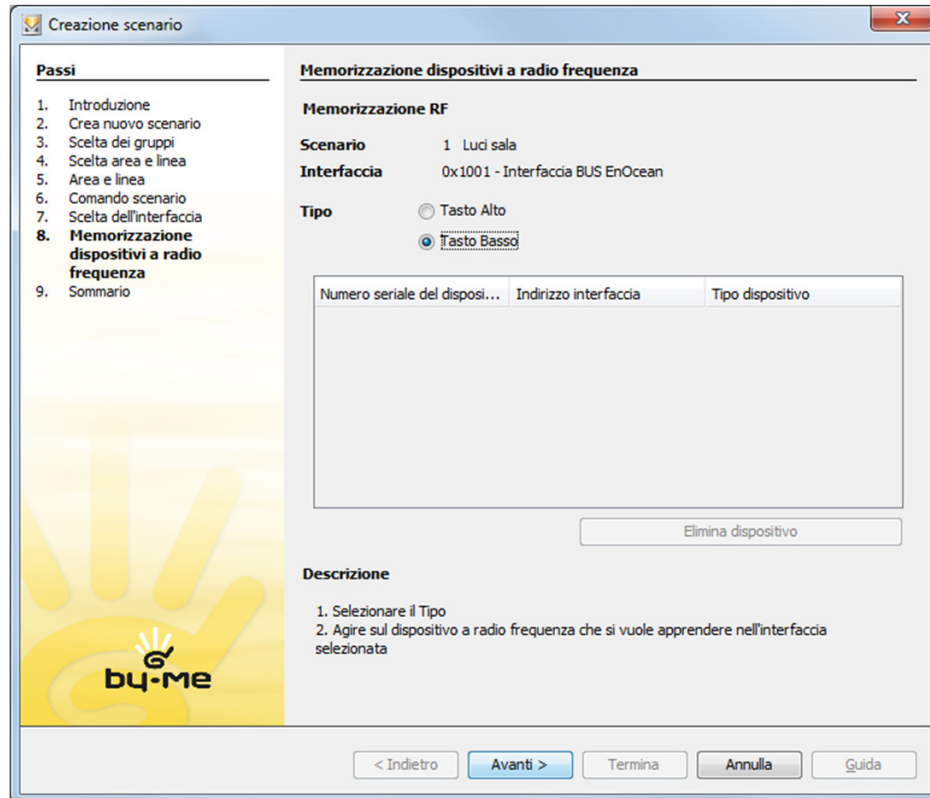 Creazione scenario
Passi
1. Introduzione
2. Crea nuovo scenario
3. Scelta dei gruppi
4. Scelta area e linea
5. Area e linea
6. Comando scenario
7. Scelta dell'interfaccia
8. Memorizzazione
dispositivi a radio
frequenza
9. Sommario
by-me
Memorizzazione dispositivi a radio frequenza
Memorizzazione RF
Scenario 1 Luci sala
Interfaccia 0x1001 - Interfaccia BUS EnOcean
Tipo Tasto Alto
Tasto Basso
Numero seriale del disposi... Indirizzo interfaccia Tipo dispositivo
Elimina dispositivo
Descrizione
1. Selezionare il Tipo
2. Agire sul dispositivo a radio frequenza che si vuole apprendere nell'interfaccia
selezionata
< Indietro Avanti > Termina Annulla Guida